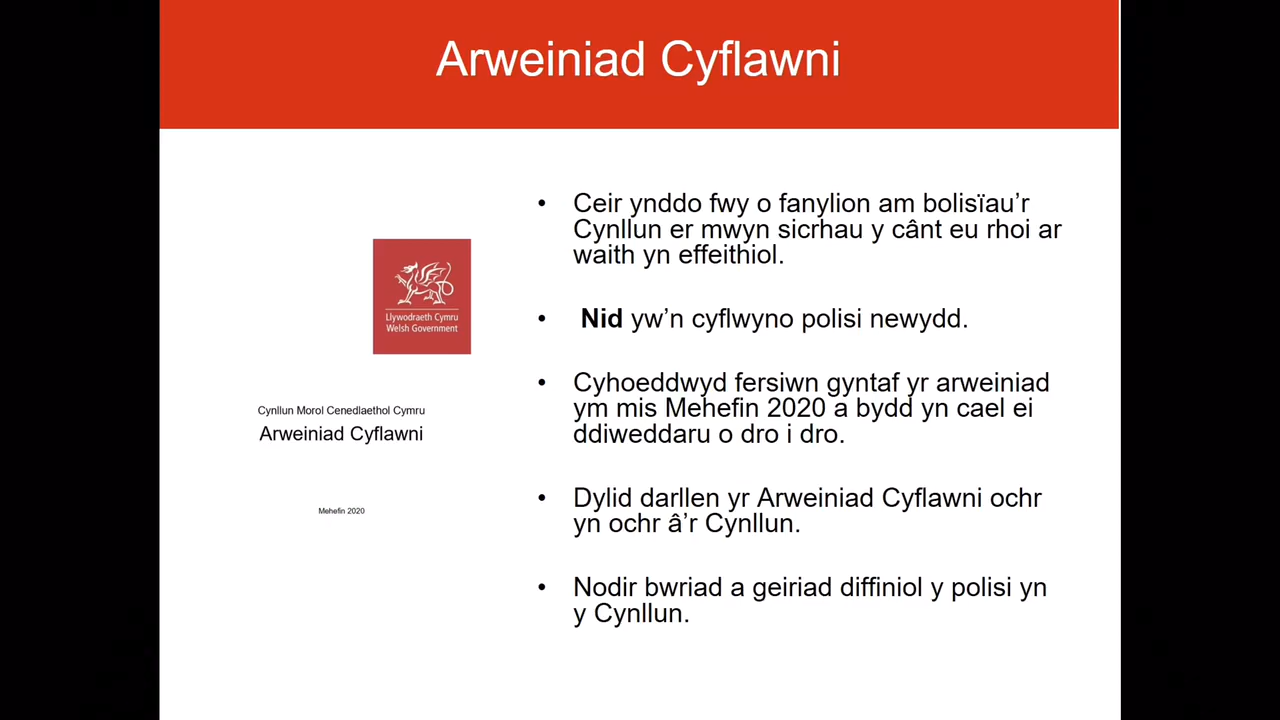 Arweiniad Cyflawni
Llywodraeth Cymru
Welsh Government
Cynllun Morol Cenedlaethol Cymru
Arweiniad Cyflawni
Mehefin 2020
• Ceir ynddo fwy o fanylion am bolisïau’r
Cynllun er mwyn sicrhau y cânt eu rhoi ar
waith yn effeithiol.
• Nid yw’n cyflwyno polisi newydd.
• Cyhoeddwyd fersiwn gyntaf yr arweiniad
ym mis Mehefin 2020 a bydd yn cael ei
ddiweddaru o dro i dro.
• Dylid darllen yr Arweiniad Cyflawni ochr
yn ochr â’r Cynllun.
• Nodir bwriad a geiriad diffiniol y polisi yn
y Cynllun.